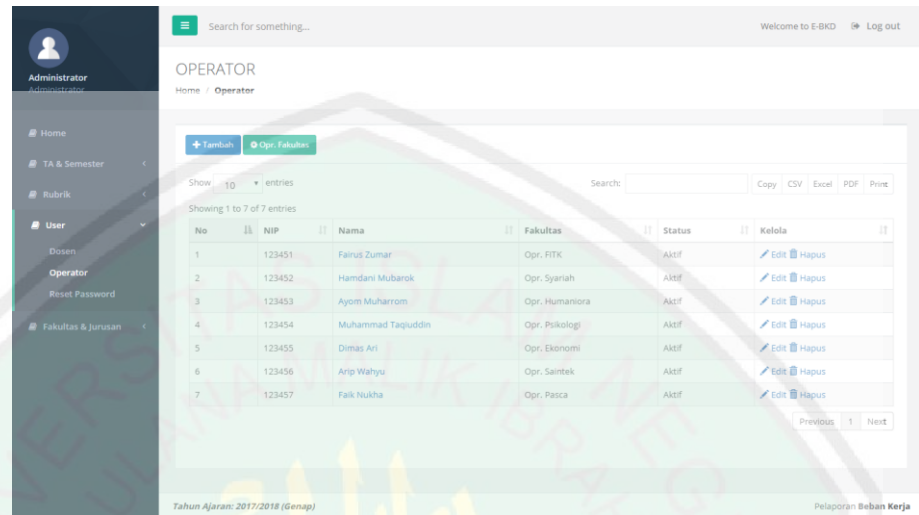 Search for something...
Welcome to E-BKD Log out
Administrator
Administrator
OPERATOR
Home / Operator
Home
TA & Semester
Rubrik
User
Dosen
Operator
Reset Password
Fakultas & Jurusan
Tambah Opr. Fakultas
Show 10 entries Search: Copy CSV Excel PDF Print
Showing 1 to 7 of 7 entries
No NIP Nama Fakultas Status Kelola
1 123451 Fairus Zumar Opr. FITK Aktif Edit Hapus
2 123452 Hamdani Mubarok Opr. Syariah Aktif Edit Hapus
3 123453 Ayom Muharrom Opr. Humaniora Aktif Edit Hapus
4 123454 Muhammad Taqiuddin Opr. Psikologi Aktif Edit Hapus
5 123455 Dimas Ari Opr. Ekonomi Aktif Edit Hapus
6 123456 Arip Wahyu Opr. Saintek Aktif Edit Hapus
7 123457 Faik Nukha Opr. Pasca Aktif Edit Hapus
Previous 1 Next
Tahun Ajaran: 2017/2018 (Genap) Pelaporan Beban Kerja